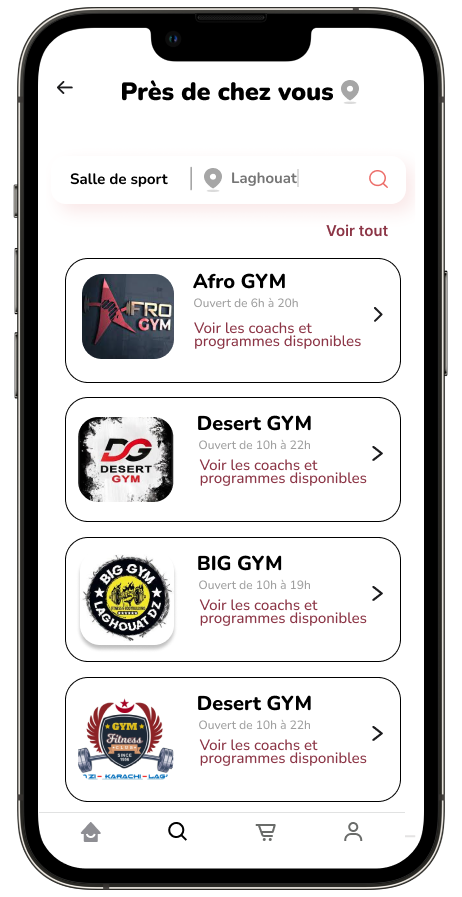 Près de chez vous
Salle de sport
Laghouat
Voir tout
AFRO
GYM
Afro GYM
Ouvert de 6h à 20h
Voir les coachs et
programmes disponibles
DG
DESERT
GYM
Desert GYM
Ouvert de 10h à 22h
Voir les coachs et
programmes disponibles
BIG GYM
LAGHOUAT DZ
BIG GYM
Ouvert de 10h à 19h
Voir les coachs et
programmes disponibles
GYM
Fitness
CLUB
SINCE
ZI – KARACHI – LAG
Desert GYM
Ouvert de 10h à 22h
Voir les coachs et
programmes disponibles